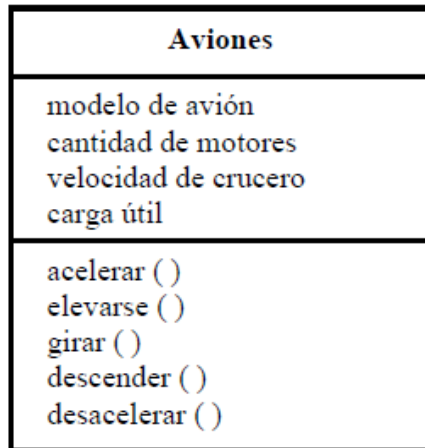 Aviones
modelo de avión
cantidad de motores
velocidad de crucero
carga útil
acelerar ( )
elevarse ( )
girar ( )
descender ( )
desacelerar ( )